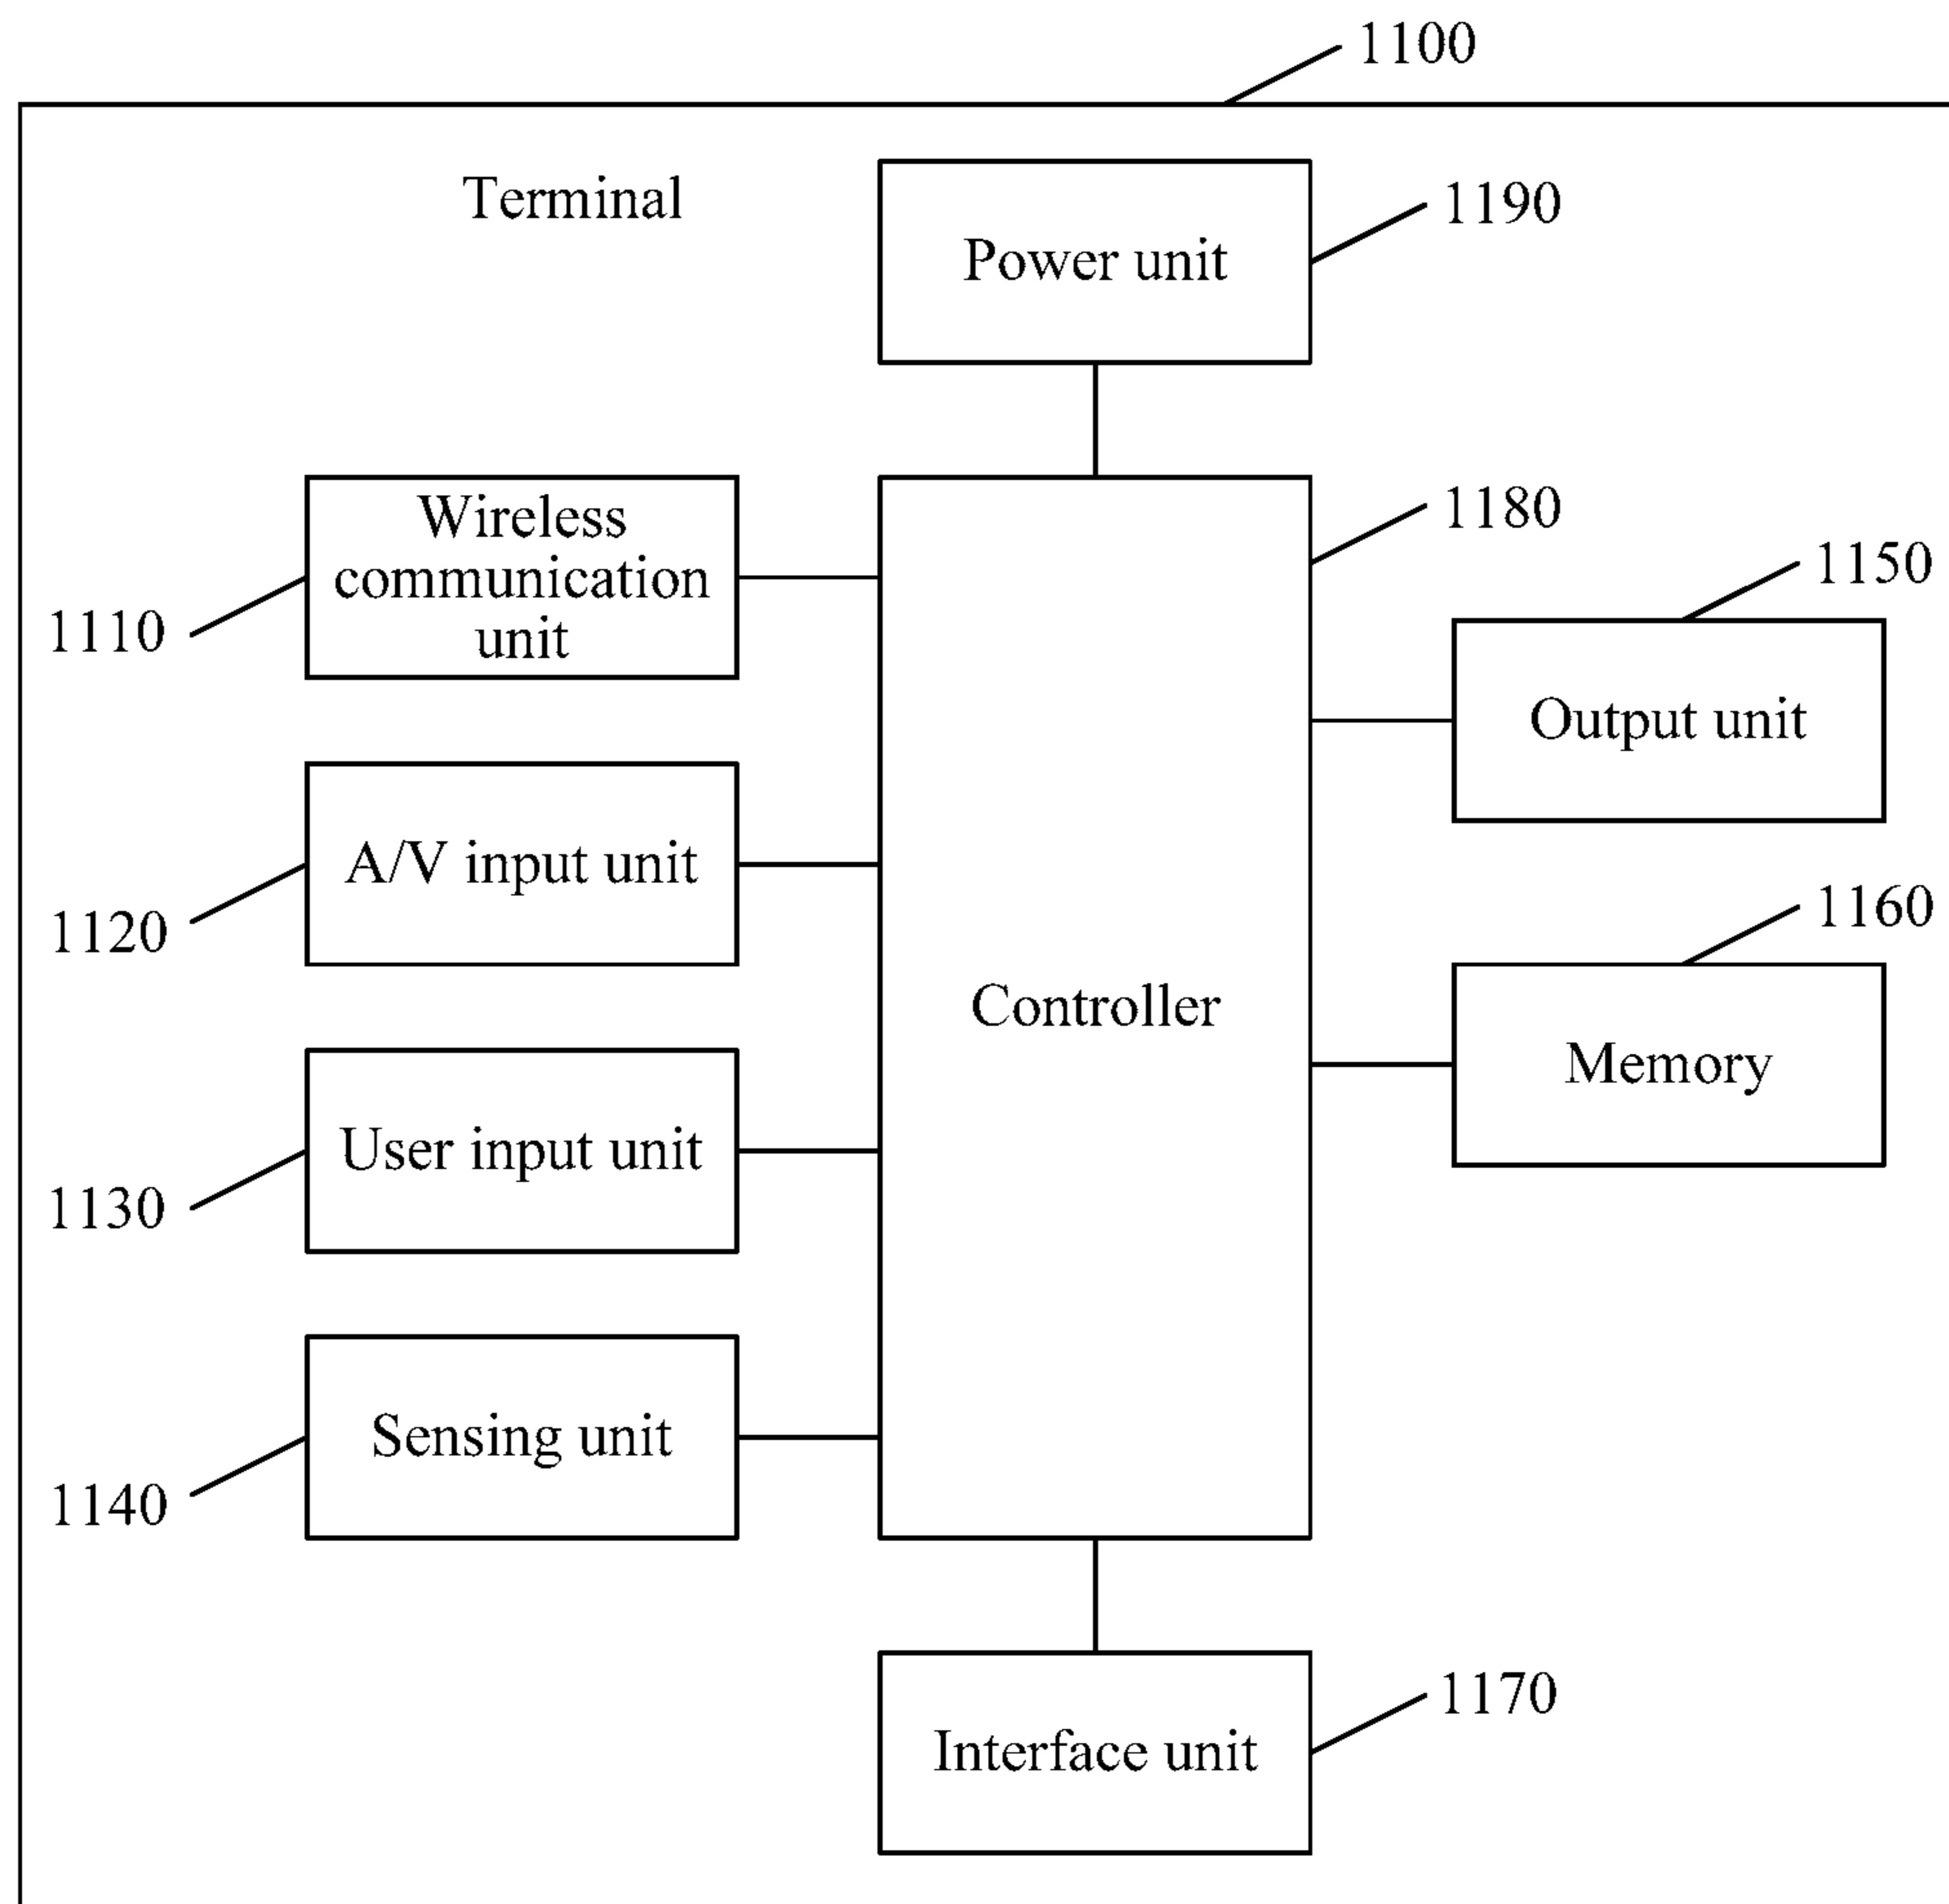 1100
Terminal
Power unit
1190
Wireless
communication
unit
1110
1180
1150
Output unit
A/V input unit
1120
Controller
1160
Memory
User input unit
1130
Sensing unit
1140
Interface unit
1170